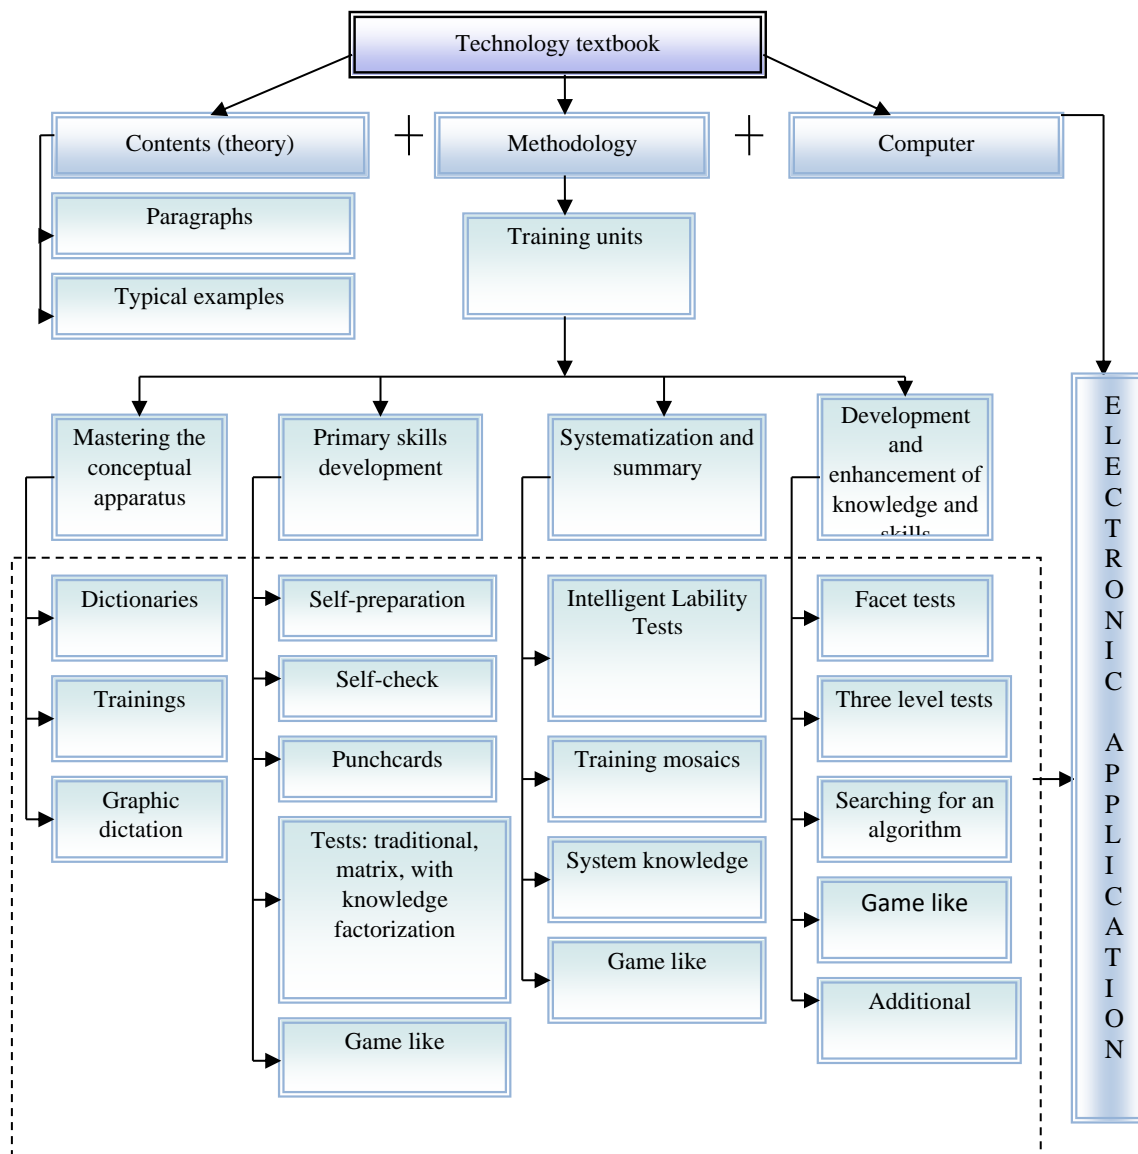 Technology textbook
Contents (theory)
+
Methodology
+
Computer
Paragraphs
Typical examples
Training units
Mastering the
conceptual
apparatus
Primary skills
development
Systematization and
summary
Development
and
enhancement of
knowledge and
skills
Dictionaries
Trainings
Graphic
dictation
Self-preparation
Self-check
Punchcards
Tests: traditional,
matrix, with
knowledge
factorization
Game like
Intelligent Lability
Tests
Training mosaics
System knowledge
Game like
Facet tests
Three level tests
Searching for an
algorithm
Game like
Additional
ELECTRONIC APPLICATION